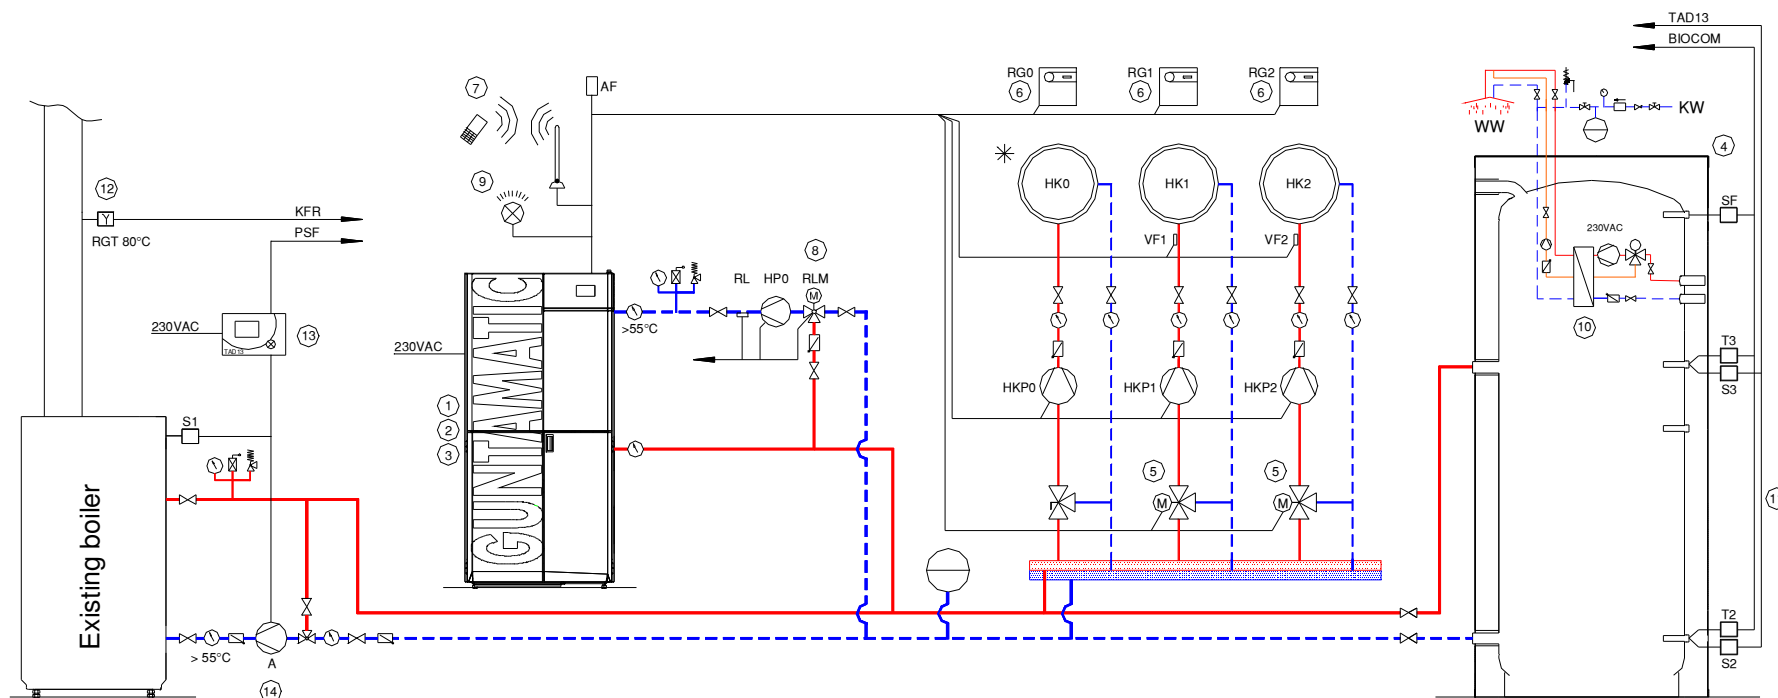 TAD13
BIOCOM
7
AF
RG0
6
RG1
6
RG2
6
WW
KW
4
12
KFR
RGT 80°C
PSF
9
HK0
HK1
HK2
SF
VF1
VF2
230VAC
8
RL
HP0
RLM
M
>55°C
10
230VAC
TAD13
13
230VAC
GUNTAMATIC
1
2
3
HKP0
HKP1
HKP2
T3
S3
S1
5
5
M
M
1
Existing boiler
> 55°C
A
14
T2
S2
Y